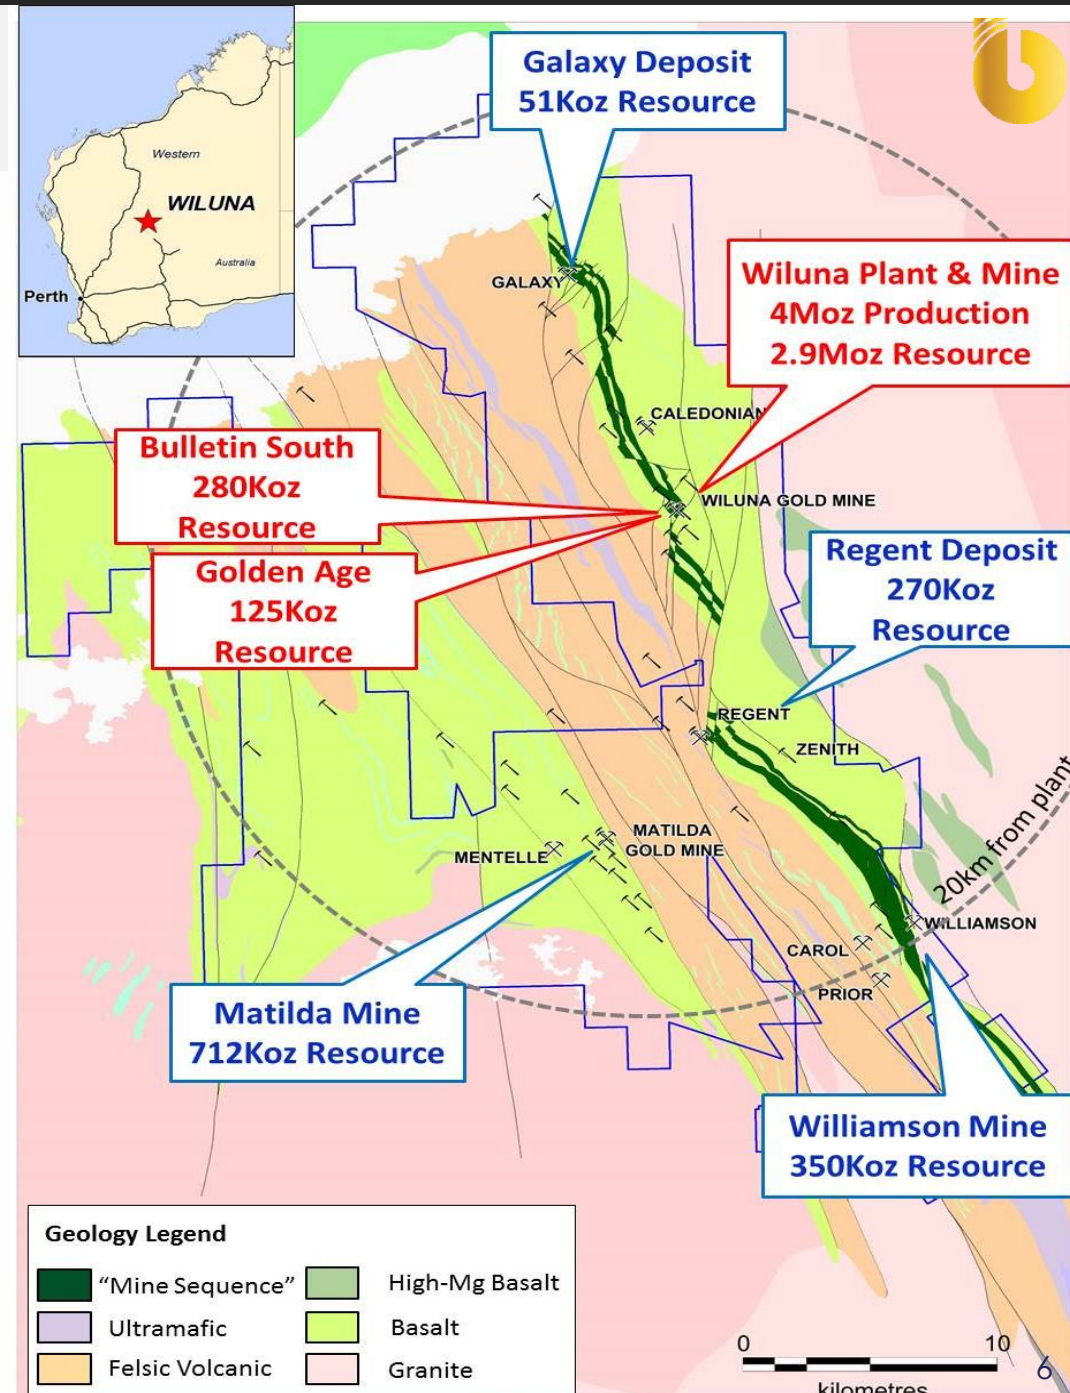 Western
WILUNA
Australia
Perth
Galaxy Deposit
51Koz Resource
GALAXY
Wiluna Plant & Mine
4Moz Production
2.9Moz Resource
CALEDONIAN
Bulletin South
280Koz
Resource
WILUNA GOLD MINE
Golden Age
125Koz
Resource
Regent Deposit
270Koz
Resource
REGENT
ZENITH
MATILDA
GOLD MINE
MENTELLE
20km from plant
WILLIAMSON
CAROL
PRIOR
Matilda Mine
712Koz Resource
Williamson Mine
350Koz Resource
Geology Legend
“Mine Sequence”
High-Mg Basalt
Ultramafic
Basalt
Felsic Volcanic
Granite
0
10
kilometres
6